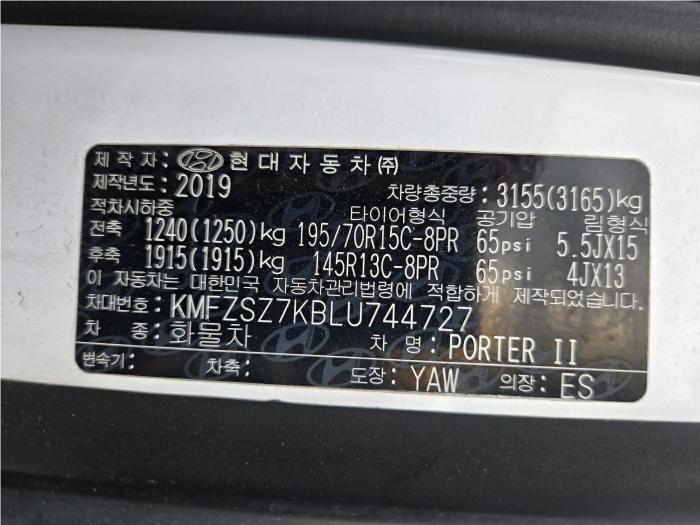 제 작 자 : 현대자동차(주)
제작년도: 2019 차량총중량: 3155(3165)kg
적차시하중 타이어형식 공기압 림형식
전축 1240(1250)kg 195/70R15C-8PR 65psi 5.5JX15
후축 1915(1915)kg 145R13C-8PR 65psi 4JX13
이 자동차는 대한민국 자동차관리법령에 적합하게 제작되었습니다.
차대번호: KMFZSZ7KBLU744727
차 종: 화물차 차 명: PORTER II
변속기: 차축: 도장: YAW 의장: ES